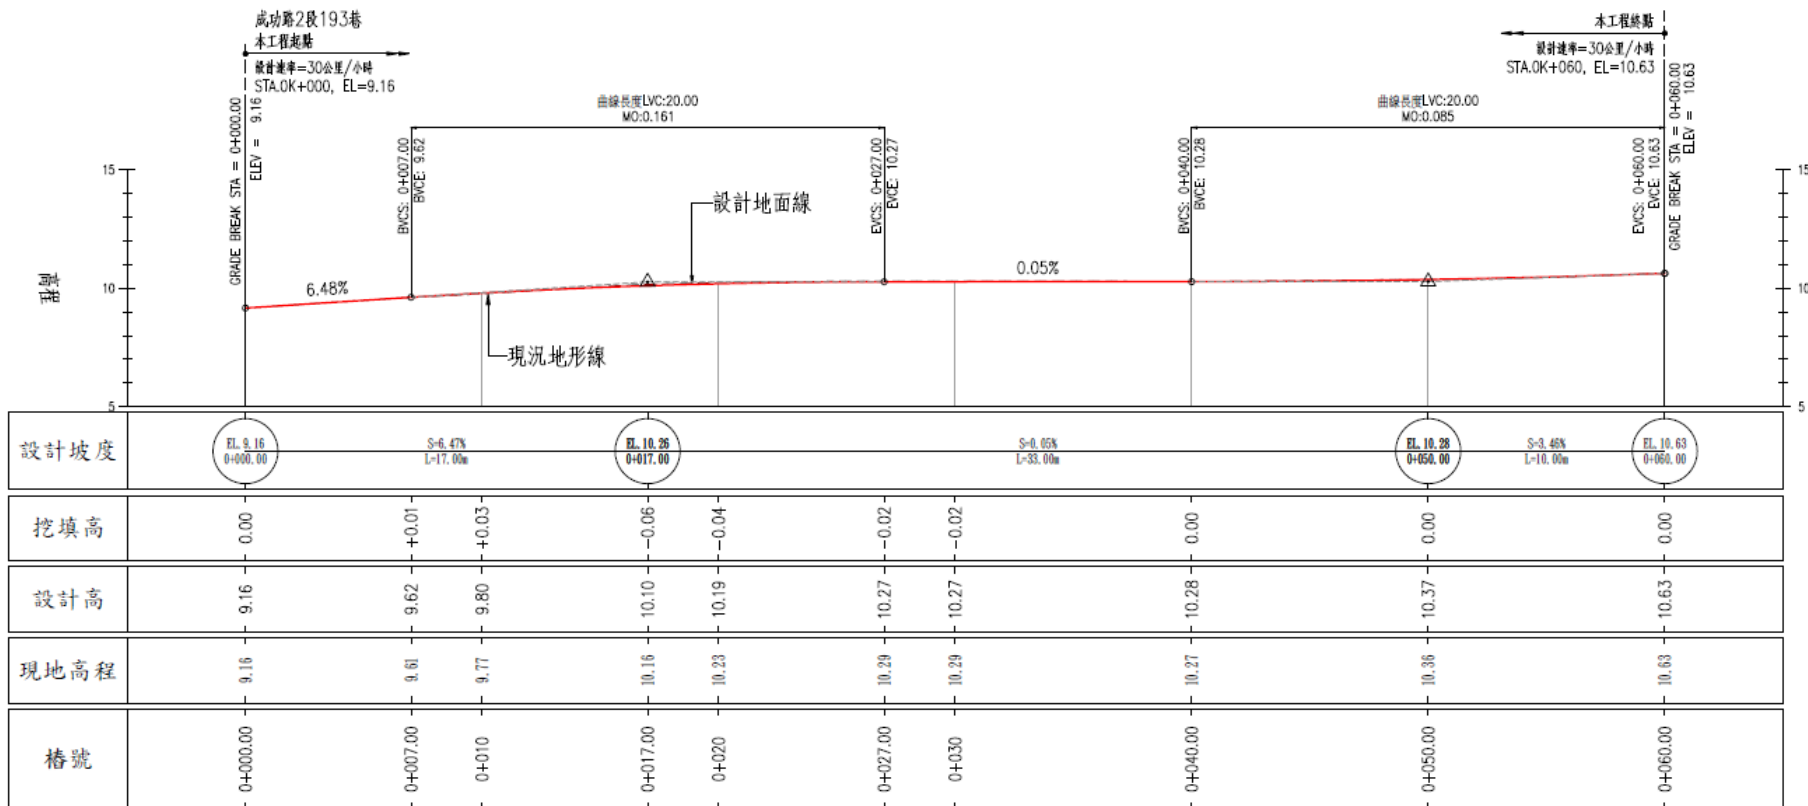 成功路2段193巷
本工程起點
設計速率=30公里/小時
STA.0K+000, EL=9.16
本工程終點
設計速率=30公里/小時
STA.0K+060, EL=10.63
曲線長度LVC:20.00
MO:0.161
曲線長度LVC:20.00
MO:0.085
GRADE BREAK STA = 0+000.00
ELEV = 9.16
BVCS: 0+007.00
BVCE: 9.62
EVCS: 0+027.00
EVCE: 10.27
BVCS: 0+040.00
BVCE: 10.28
EVCS: 0+060.00
EVCE: 10.63
GRADE BREAK STA = 0+060.00
ELEV = 10.63
15
10
5
15
10
5
高程
6.48%
設計地面線
0.05%
現況地形線
設計坡度
EL. 9.16
0+000.00
S=6.47%
L=17.00m
EL. 10.26
0+017.00
S=0.05%
L=33.00m
EL. 10.28
0+050.00
S=3.46%
L=10.00m
EL. 10.63
0+060.00
挖填高 0.00 +0.01 +0.03 -0.06 -0.04 -0.02 -0.02 0.00 0.00 0.00
設計高 9.16 9.62 9.80 10.10 10.19 10.27 10.27 10.28 10.37 10.63
現地高程 9.16 9.61 9.77 10.16 10.23 10.29 10.29 10.27 10.36 10.63
樁號 0+000.00 0+007.00 0+010 0+017.00 0+020 0+027.00 0+030 0+040.00 0+050.00 0+060.00